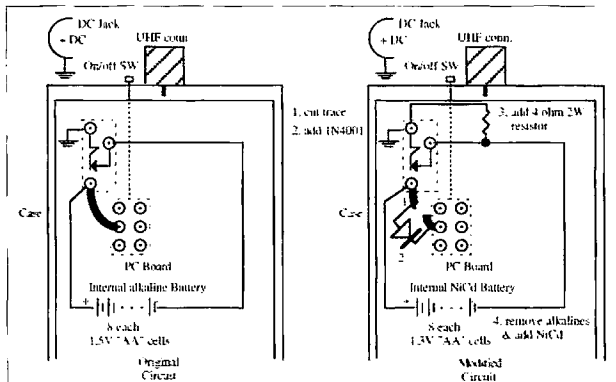 DC Jack
+ DC
UHF conn
On/off SW
Case
PC Board
Internal alkaline Battery
+
8 each
1.5V "AA" cells
Original
Circuit
1. cut trace
2. add 1N4001
DC Jack
+ DC
UHF conn.
On/off SW
3. add 4 ohm 2W
resistor
1
2
Case
PC Board
Internal NiCd Battery
+
8 each
1.3V "AA" cells
4. remove alkalines
& add NiCd
Modified
Circuit